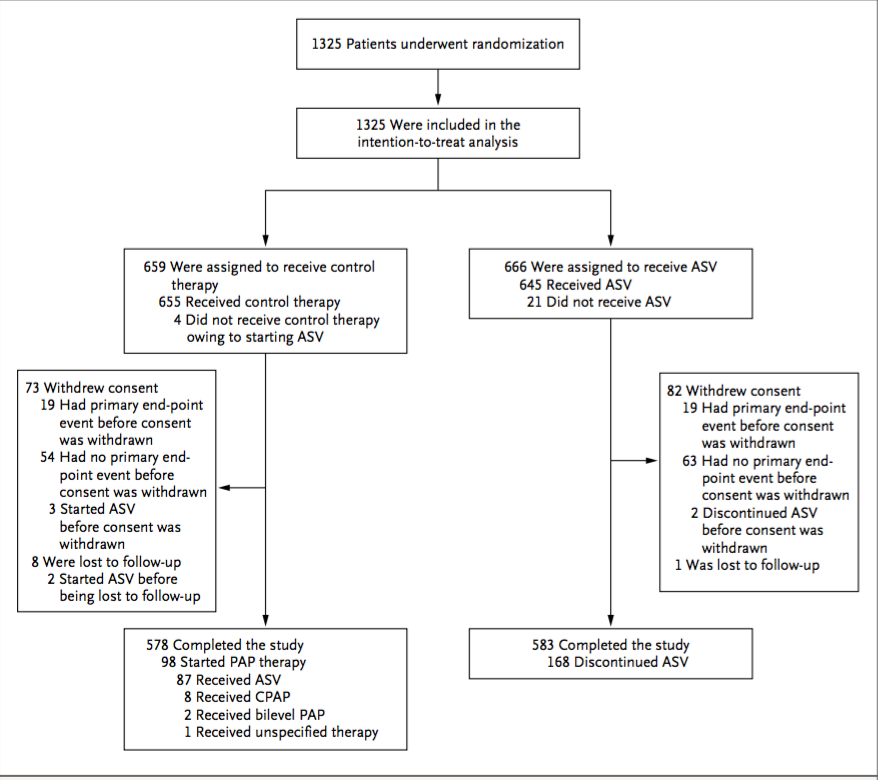 1325 Patients underwent randomization
1325 Were included in the
intention-to-treat analysis
659 Were assigned to receive control
therapy
655 Received control therapy
4 Did not receive control therapy
owing to starting ASV
666 Were assigned to receive ASV
645 Received ASV
21 Did not receive ASV
73 Withdrew consent
19 Had primary end-point
event before consent
was withdrawn
54 Had no primary end-
point event before
consent was withdrawn
3 Started ASV
before consent was
withdrawn
8 Were lost to follow-up
2 Started ASV before
being lost to follow-up
82 Withdrew consent
19 Had primary end-point
event before consent
was withdrawn
63 Had no primary end-
point event before
consent was withdrawn
2 Discontinued ASV
before consent was
withdrawn
1 Was lost to follow-up
578 Completed the study
98 Started PAP therapy
87 Received ASV
8 Received CPAP
2 Received bilevel PAP
1 Received unspecified therapy
583 Completed the study
168 Discontinued ASV